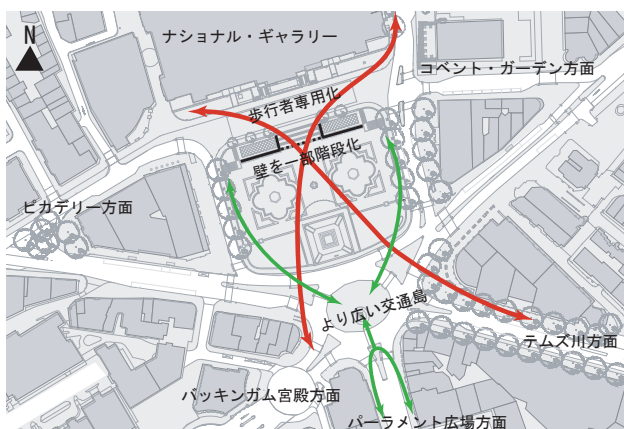 N
ナショナル・ギャラリー
コベント・ガーデン方面
歩行者専用化
壁を一部階段化
ピカデリー方面
より広い交通島
テムズ川方面
バッキンガム宮殿方面
パーラメント広場方面